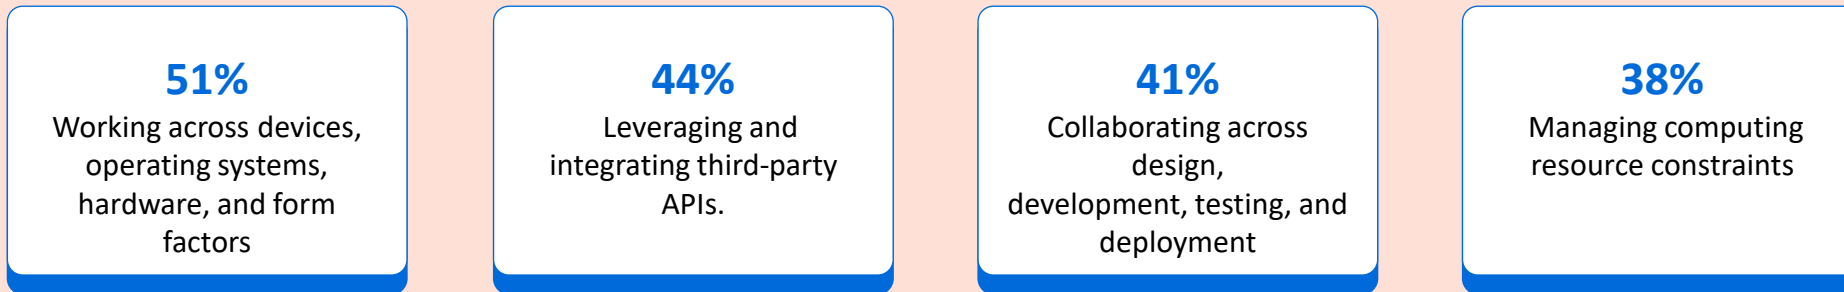 51%
Working across devices,
operating systems,
hardware, and form
factors
44%
Leveraging and
integrating third-party
APIs.
41%
Collaborating across
design,
development, testing, and
deployment
38%
Managing computing
resource constraints